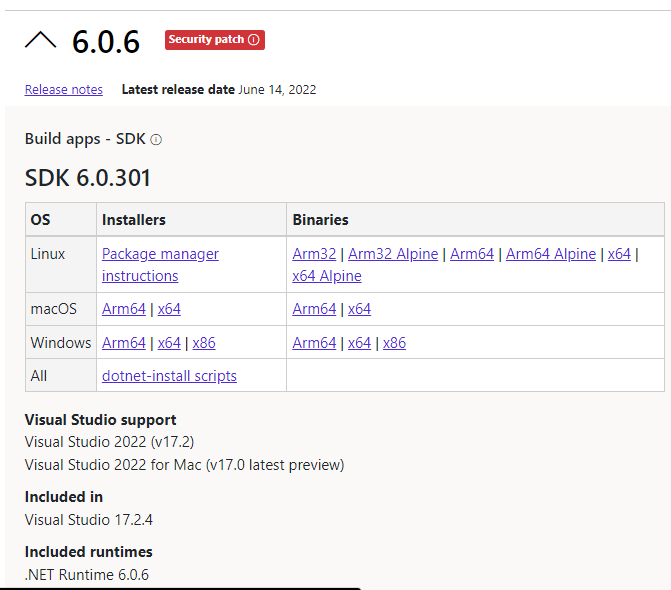 6.0.6 Security patch
Release notes Latest release date June 14, 2022
Build apps - SDK
SDK 6.0.301
OS Installers Binaries
Linux Package manager instructions Arm32 | Arm32 Alpine | Arm64 | Arm64 Alpine | x64 | x64 Alpine
macOS Arm64 | x64 Arm64 | x64
Windows Arm64 | x64 | x86 Arm64 | x64 | x86
All dotnet-install scripts
Visual Studio support
Visual Studio 2022 (v17.2)
Visual Studio 2022 for Mac (v17.0 latest preview)
Included in
Visual Studio 17.2.4
Included runtimes
.NET Runtime 6.0.6